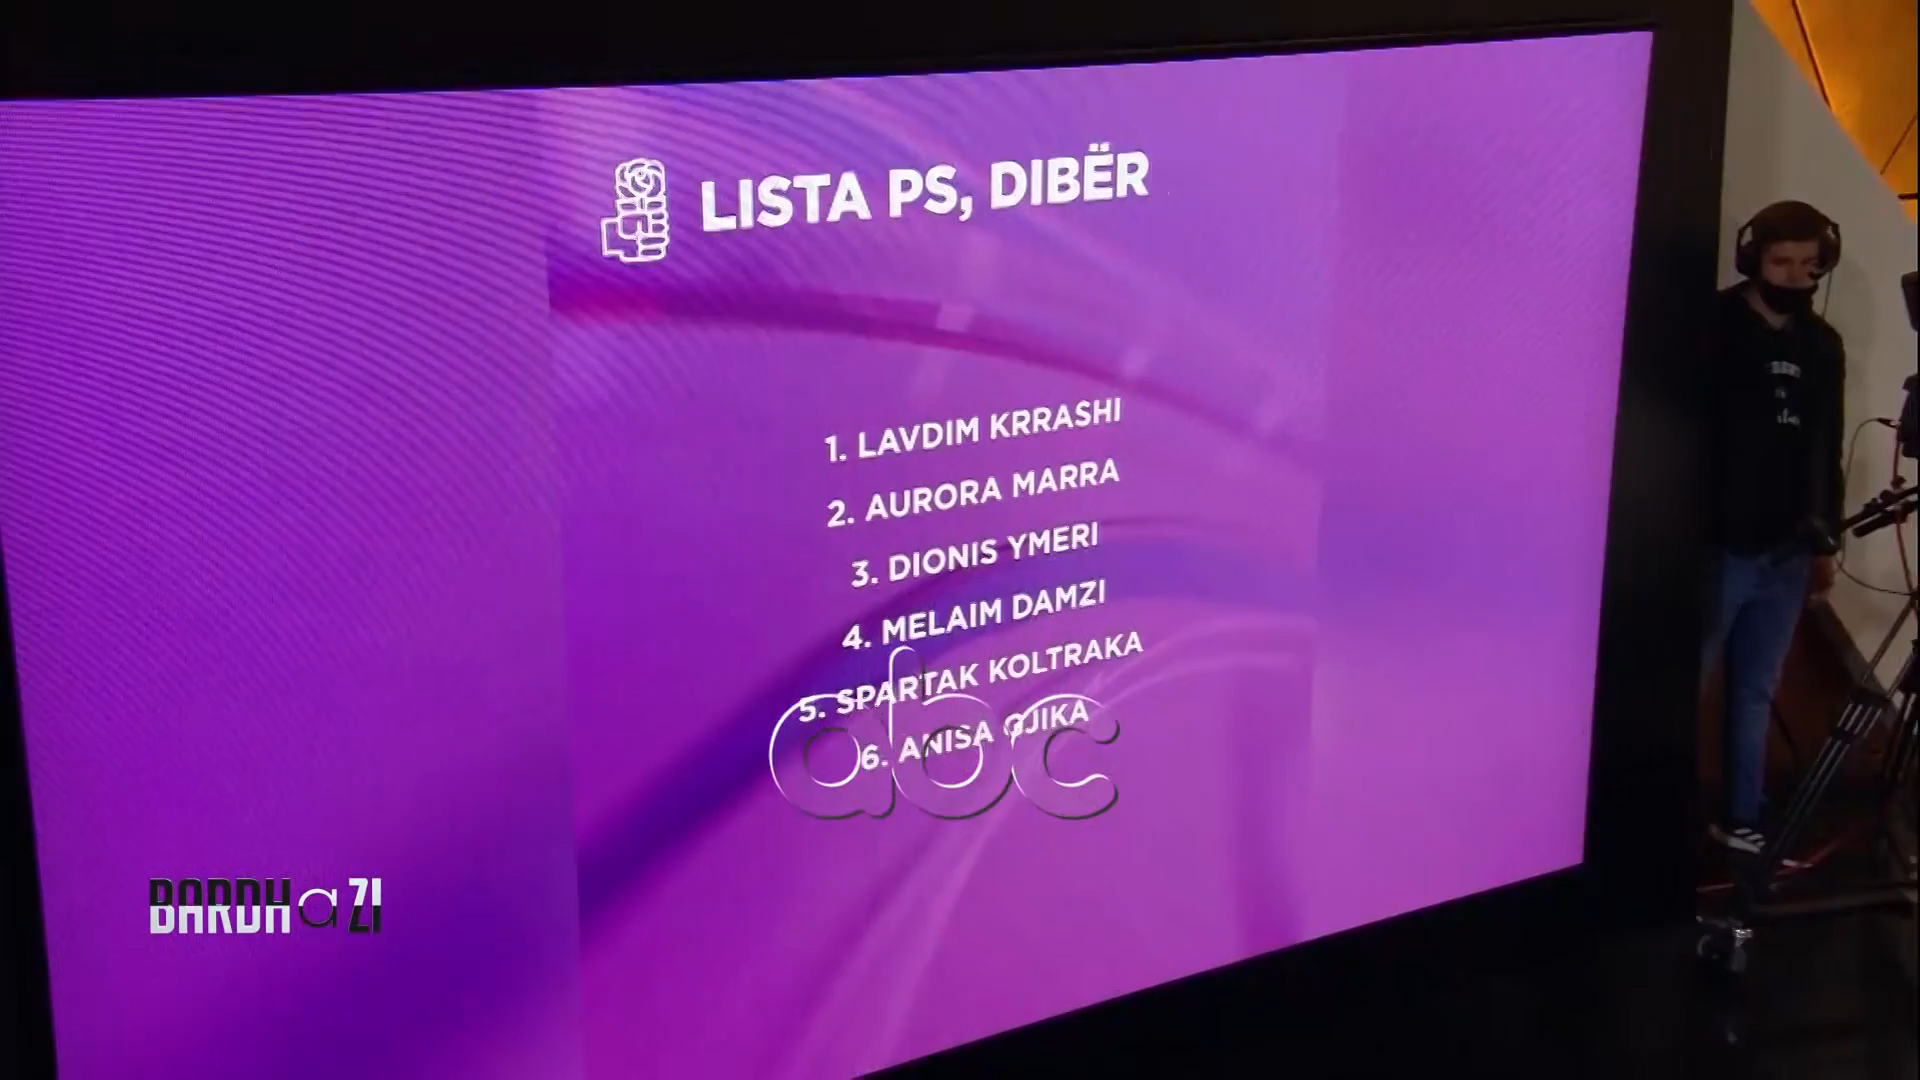 LISTA PS, DIBËR
1. LAVDIM KRRASHI
2. AURORA MARRA
3. DIONIS YMERI
4. MELAIM DAMZI
5. SPARTAK KOLTRAKA
6. ANISA GJIKA
abc
BARDH a ZI